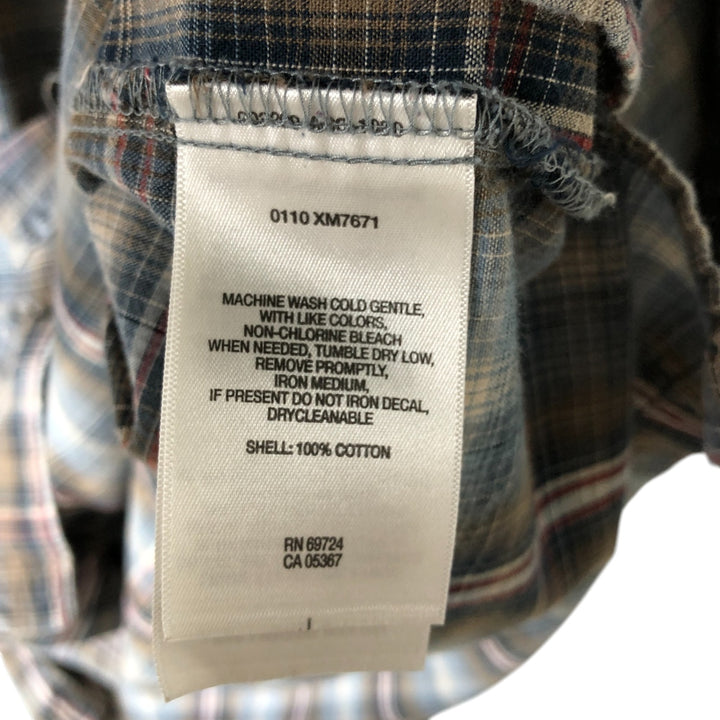 0110 XM7671
MACHINE WASH COLD GENTLE,
WITH LIKE COLORS,
NON-CHLORINE BLEACH
WHEN NEEDED, TUMBLE DRY LOW,
REMOVE PROMPTLY,
IRON MEDIUM,
IF PRESENT DO NOT IRON DECAL,
DRYCLEANABLE
SHELL: 100% COTTON
RN 69724
CA 05367